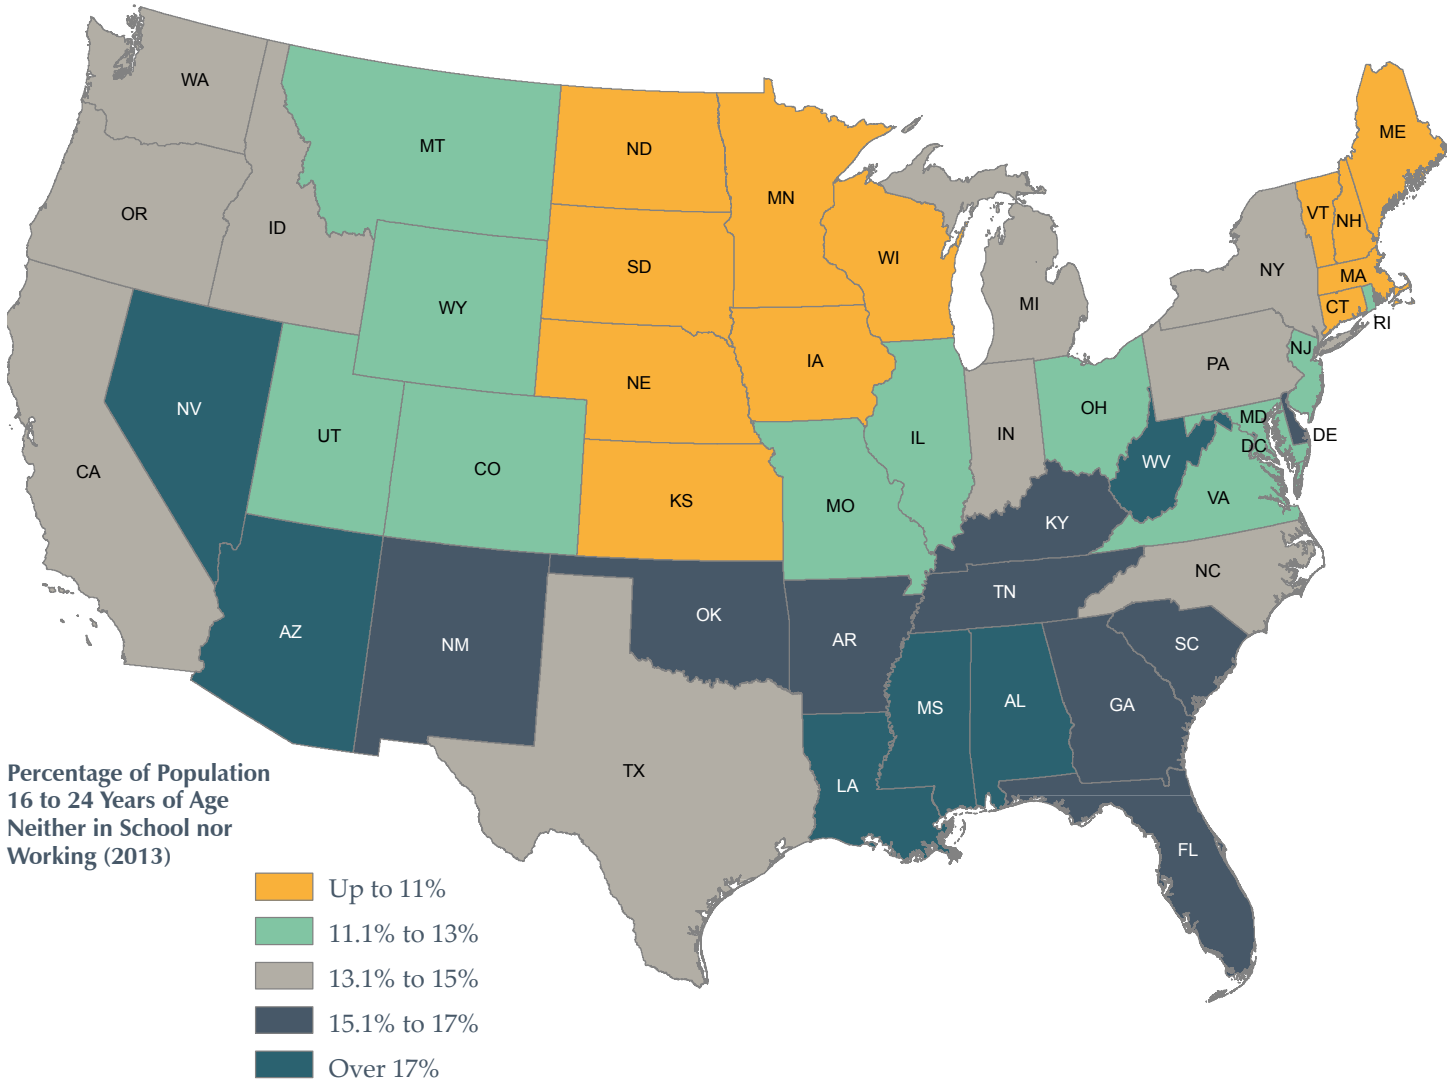 WA
MT
ND
MN
ME
OR
ID
SD
WI
VT
NH
NY
MA
WY
MI
CT
RI
NV
UT
CO
NE
IA
IL
IN
OH
PA
NJ
CA
KS
MO
WV
MD
DC
DE
VA
KY
AZ
NM
OK
AR
TN
NC
SC
MS
AL
GA
TX
LA
FL
Percentage of Population
16 to 24 Years of Age
Neither in School nor
Working (2013)
Up to 11%
11.1% to 13%
13.1% to 15%
15.1% to 17%
Over 17%